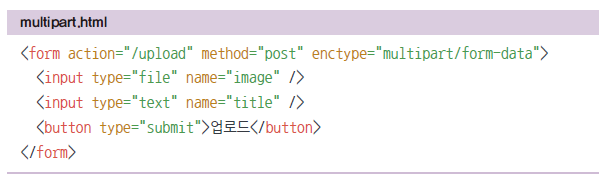 multipart.html
<form action="/upload" method="post" enctype="multipart/form-data">
  <input type="file" name="image" />
  <input type="text" name="title" />
  <button type="submit">업로드</button>
</form>